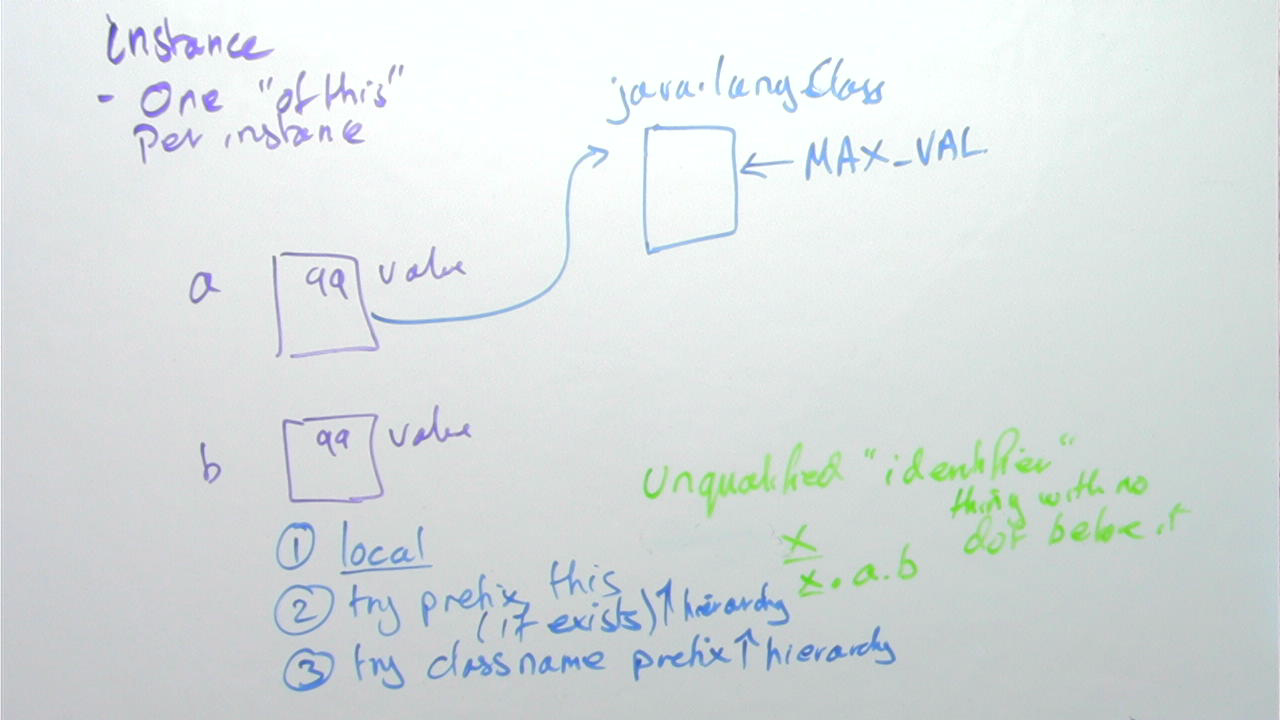 Instance
- One "of this"
Per instance
java.lang Class
← MAX_VAL
a 99 value
b 99 value
Unqualified "identifier"
thing with no
dot before it
x
x.a.b
① local
② try prefix this
(if exists) ↑ hierarchy
③ try classname prefix ↑ hierarchy